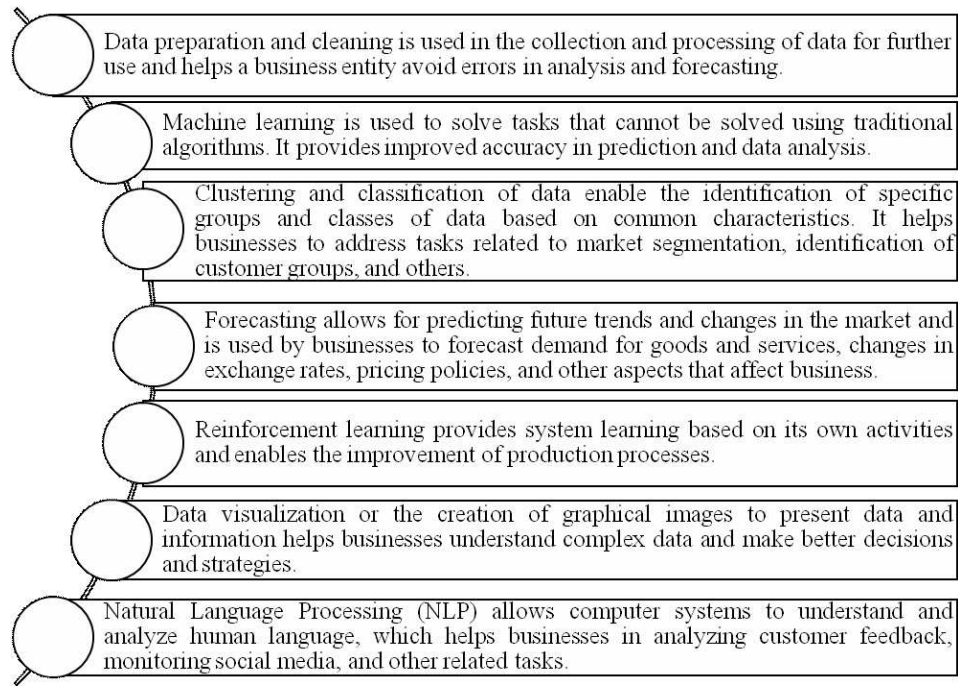 Data preparation and cleaning is used in the collection and processing of data for further
use and helps a business entity avoid errors in analysis and forecasting.
Machine learning is used to solve tasks that cannot be solved using traditional
algorithms. It provides improved accuracy in prediction and data analysis.
Clustering and classification of data enable the identification of specific
groups and classes of data based on common characteristics. It helps
businesses to address tasks related to market segmentation, identification of
customer groups, and others.
Forecasting allows for predicting future trends and changes in the market and
is used by businesses to forecast demand for goods and services, changes in
exchange rates, pricing policies, and other aspects that affect business.
Reinforcement learning provides system learning based on its own activities
and enables the improvement of production processes.
Data visualization or the creation of graphical images to present data and
information helps businesses understand complex data and make better decisions
and strategies.
Natural Language Processing (NLP) allows computer systems to understand and
analyze human language, which helps businesses in analyzing customer feedback,
monitoring social media, and other related tasks.